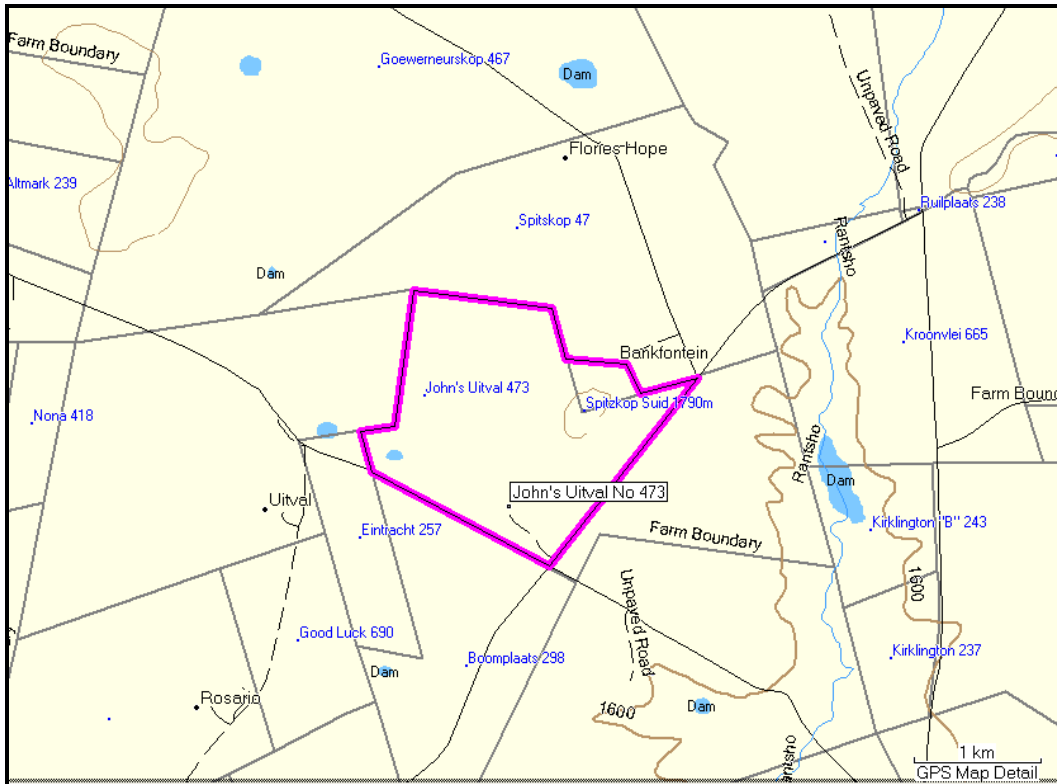 Farm Boundary
Goewerneurskop 467
Dam
Unpaved Road
Florries Hope
Altmark 239
Ruilplaats 238
Spitskop 47
Rantsho
Dam
Kroonvlei 665
Bankfontein
John's Uitval 473
Farm Bound
Nona 418
Spitzkop Suid 1790m
Rantsho
Dam
John's Uitval No 473
Uitval
Kirklington "B" 243
Eintracht 257
Farm Boundary
1600
Unpaved Road
Good Luck 690
Boomplaats 298
Kirklington 237
Dam
Rosario
Dam
1600
antsho
1 km
GPS Map Detail